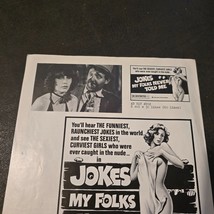 JOKES
MY FOLKS NEVER
TOLD ME
You'll hear THE FUNNIEST,
RAUNCHIEST JOKES in the world
and see THE SEXIEST,
CURVIEST GIRLS who
were ever caught in the nude...
in
JOKES
MY FOLKS